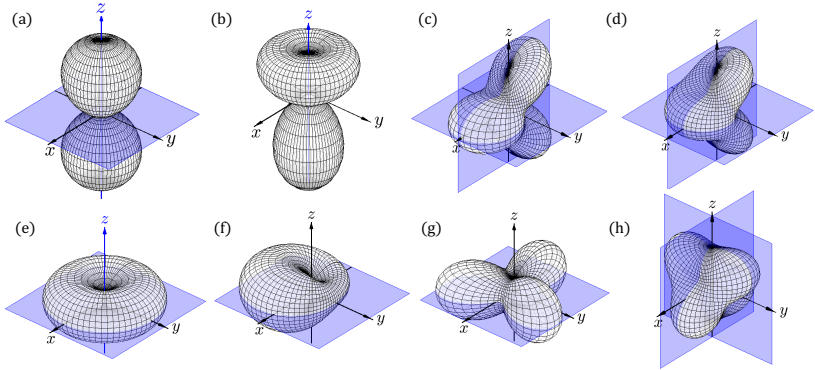 (a) z x y
(b) z x y
(c) z x y
(d) z x y
(e) z x y
(f) z x y
(g) z x y
(h) z x y